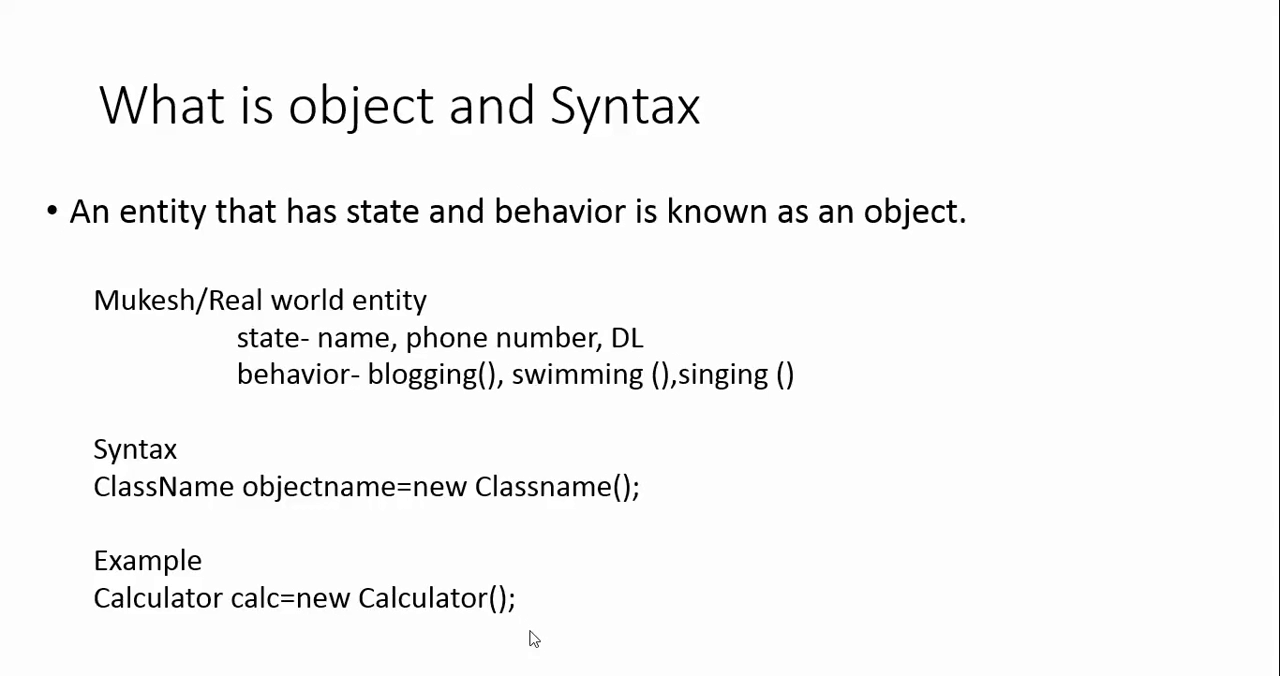 What is object and Syntax
• An entity that has state and behavior is known as an object.
Mukesh/Real world entity
state- name, phone number, DL
behavior- blogging(), swimming (),singing ()
Syntax
ClassName objectname=new Classname();
Example
Calculator calc=new Calculator();